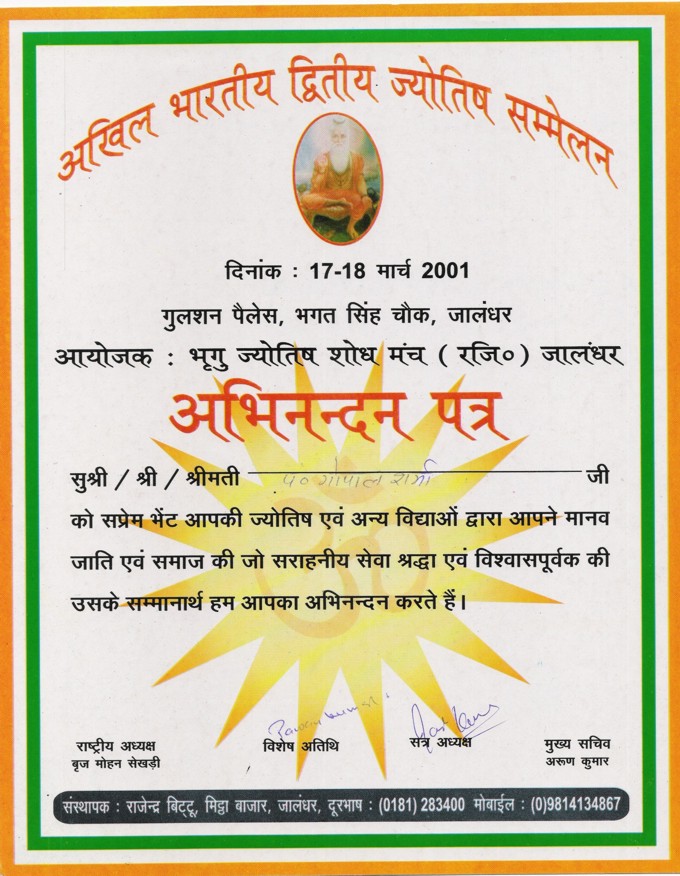 अखिल भारतीय द्वितीय ज्योतिष सम्मेलन
दिनांक : 17-18 मार्च 2001
गुलशन पैलेस, भगत सिंह चौक, जालंधर
आयोजक : भृगु ज्योतिष शोध मंच ( रजि० ) जालंधर
अभिनन्दन पत्र
सुश्री / श्री / श्रीमती पं० गोपाल शर्मा जी
को सप्रेम भेंट आपकी ज्योतिष एवं अन्य विद्याओं द्वारा आपने मानव
जाति एवं समाज की जो सराहनीय सेवा श्रद्धा एवं विश्वासपूर्वक की
उसके सम्मानार्थ हम आपका अभिनन्दन करते हैं।
राष्ट्रीय अध्यक्ष विशेष अतिथि सत्र अध्यक्ष मुख्य सचिव
बृज मोहन सेखड़ी अरूण कुमार
संस्थापक : राजेन्द्र बिट्टू, मिट्ठा बाजार, जालंधर, दूरभाष : (0181) 283400 मोबाईल : (0)9814134867